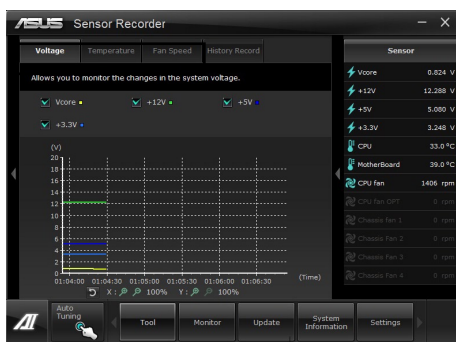 ASUS Sensor Recorder
Voltage Temperature Fan Speed History Record
Allows you to monitor the changes in the system voltage.
Vcore +12V +5V
+3.3V
(V)
20
18
16
14
12
10
8
6
4
2
0
01:04:00 01:04:30 01:05:00 01:05:30 01:06:00 01:06:30 (Time)
X : 100% Y : 100%
Sensor
Vcore 0.824 V
+12V 12.288 V
+5V 5.080 V
+3.3V 3.248 V
CPU 33.0 ºC
MotherBoard 39.0 ºC
CPU fan 1406 rpm
CPU fan OPT 0 rpm
Chassis fan 1 0 rpm
Chassis Fan 2 0 rpm
Chassis Fan 3 0 rpm
Chassis Fan 4 0 rpm
Auto
Tuning
Tool Monitor Update System
Information Settings